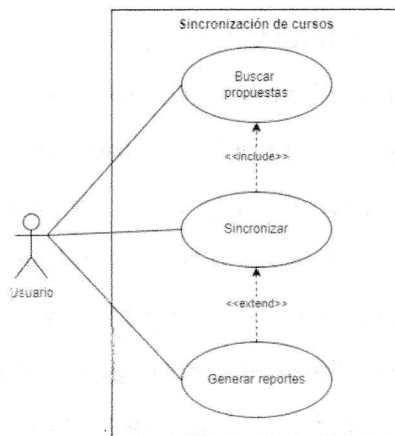 Sincronización de cursos
Buscar
propuestas
<<include>>
Sincronizar
Usuario
<<extend>>
Generar reportes